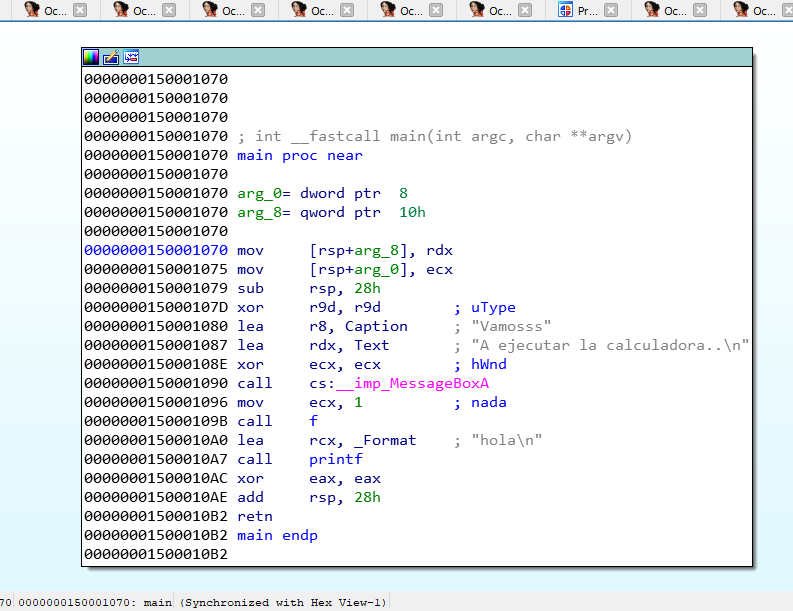 Oc... Oc... Oc... Oc... Oc... Oc... Pr... Oc... Oc...
0000000150001070
0000000150001070
0000000150001070
0000000150001070 ; int __fastcall main(int argc, char **argv)
0000000150001070 main proc near
0000000150001070
0000000150001070 arg_0= dword ptr  8
0000000150001070 arg_8= qword ptr  10h
0000000150001070
0000000150001070 mov     [rsp+arg_8], rdx
0000000150001075 mov     [rsp+arg_0], ecx
0000000150001079 sub     rsp, 28h
000000015000107D xor     r9d, r9d        ; uType
0000000150001080 lea     r8, Caption     ; "Vamosss"
0000000150001087 lea     rdx, Text       ; "A ejecutar la calculadora..\n"
000000015000108E xor     ecx, ecx        ; hWnd
0000000150001090 call    cs:__imp_MessageBoxA
0000000150001096 mov     ecx, 1          ; nada
000000015000109B call    f
00000001500010A0 lea     rcx, _Format    ; "hola\n"
00000001500010A7 call    printf
00000001500010AC xor     eax, eax
00000001500010AE add     rsp, 28h
00000001500010B2 retn
00000001500010B2 main endp
00000001500010B2
70 0000000150001070: main (Synchronized with Hex View-1)